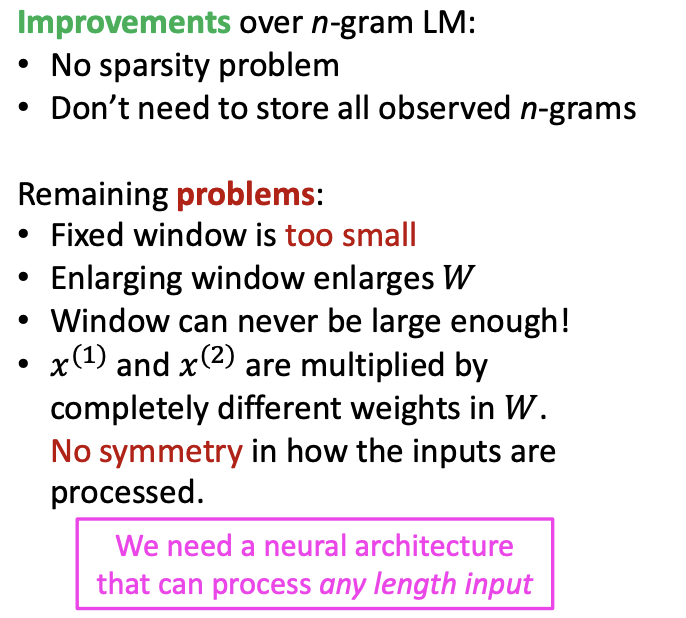 Improvements over n-gram LM:
• No sparsity problem
• Don't need to store all observed n-grams
Remaining problems:
• Fixed window is too small
• Enlarging window enlarges W
• Window can never be large enough!
• x⁽¹⁾ and x⁽²⁾ are multiplied by
completely different weights in W.
No symmetry in how the inputs are
processed.
We need a neural architecture
that can process any length input